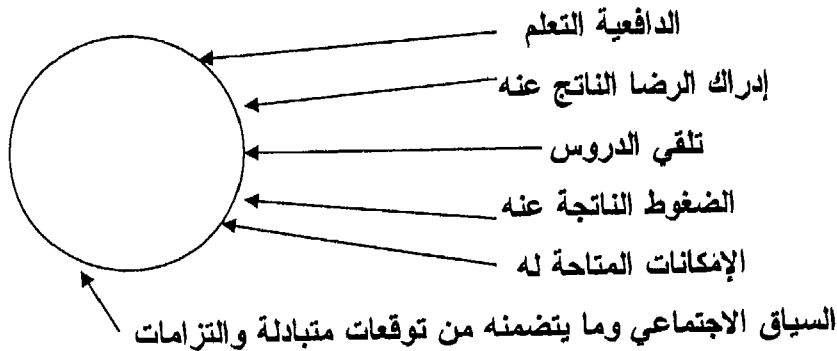 الدافعية التعلم
إدراك الرضا الناتج عنه
تلقي الدروس
الضغوط الناتجة عنه
الإمكانات المتاحة له
السياق الاجتماعي وما يتضمنه من توقعات متبادلة والتزامات